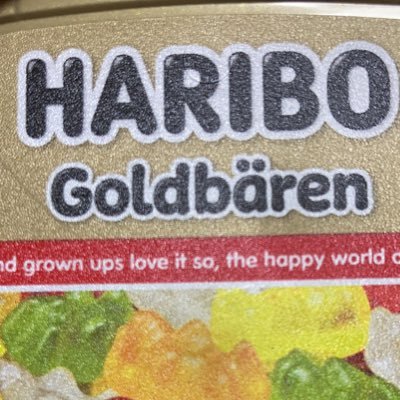 HARIBO
Goldbären
nd grown ups love it so, the happy world o